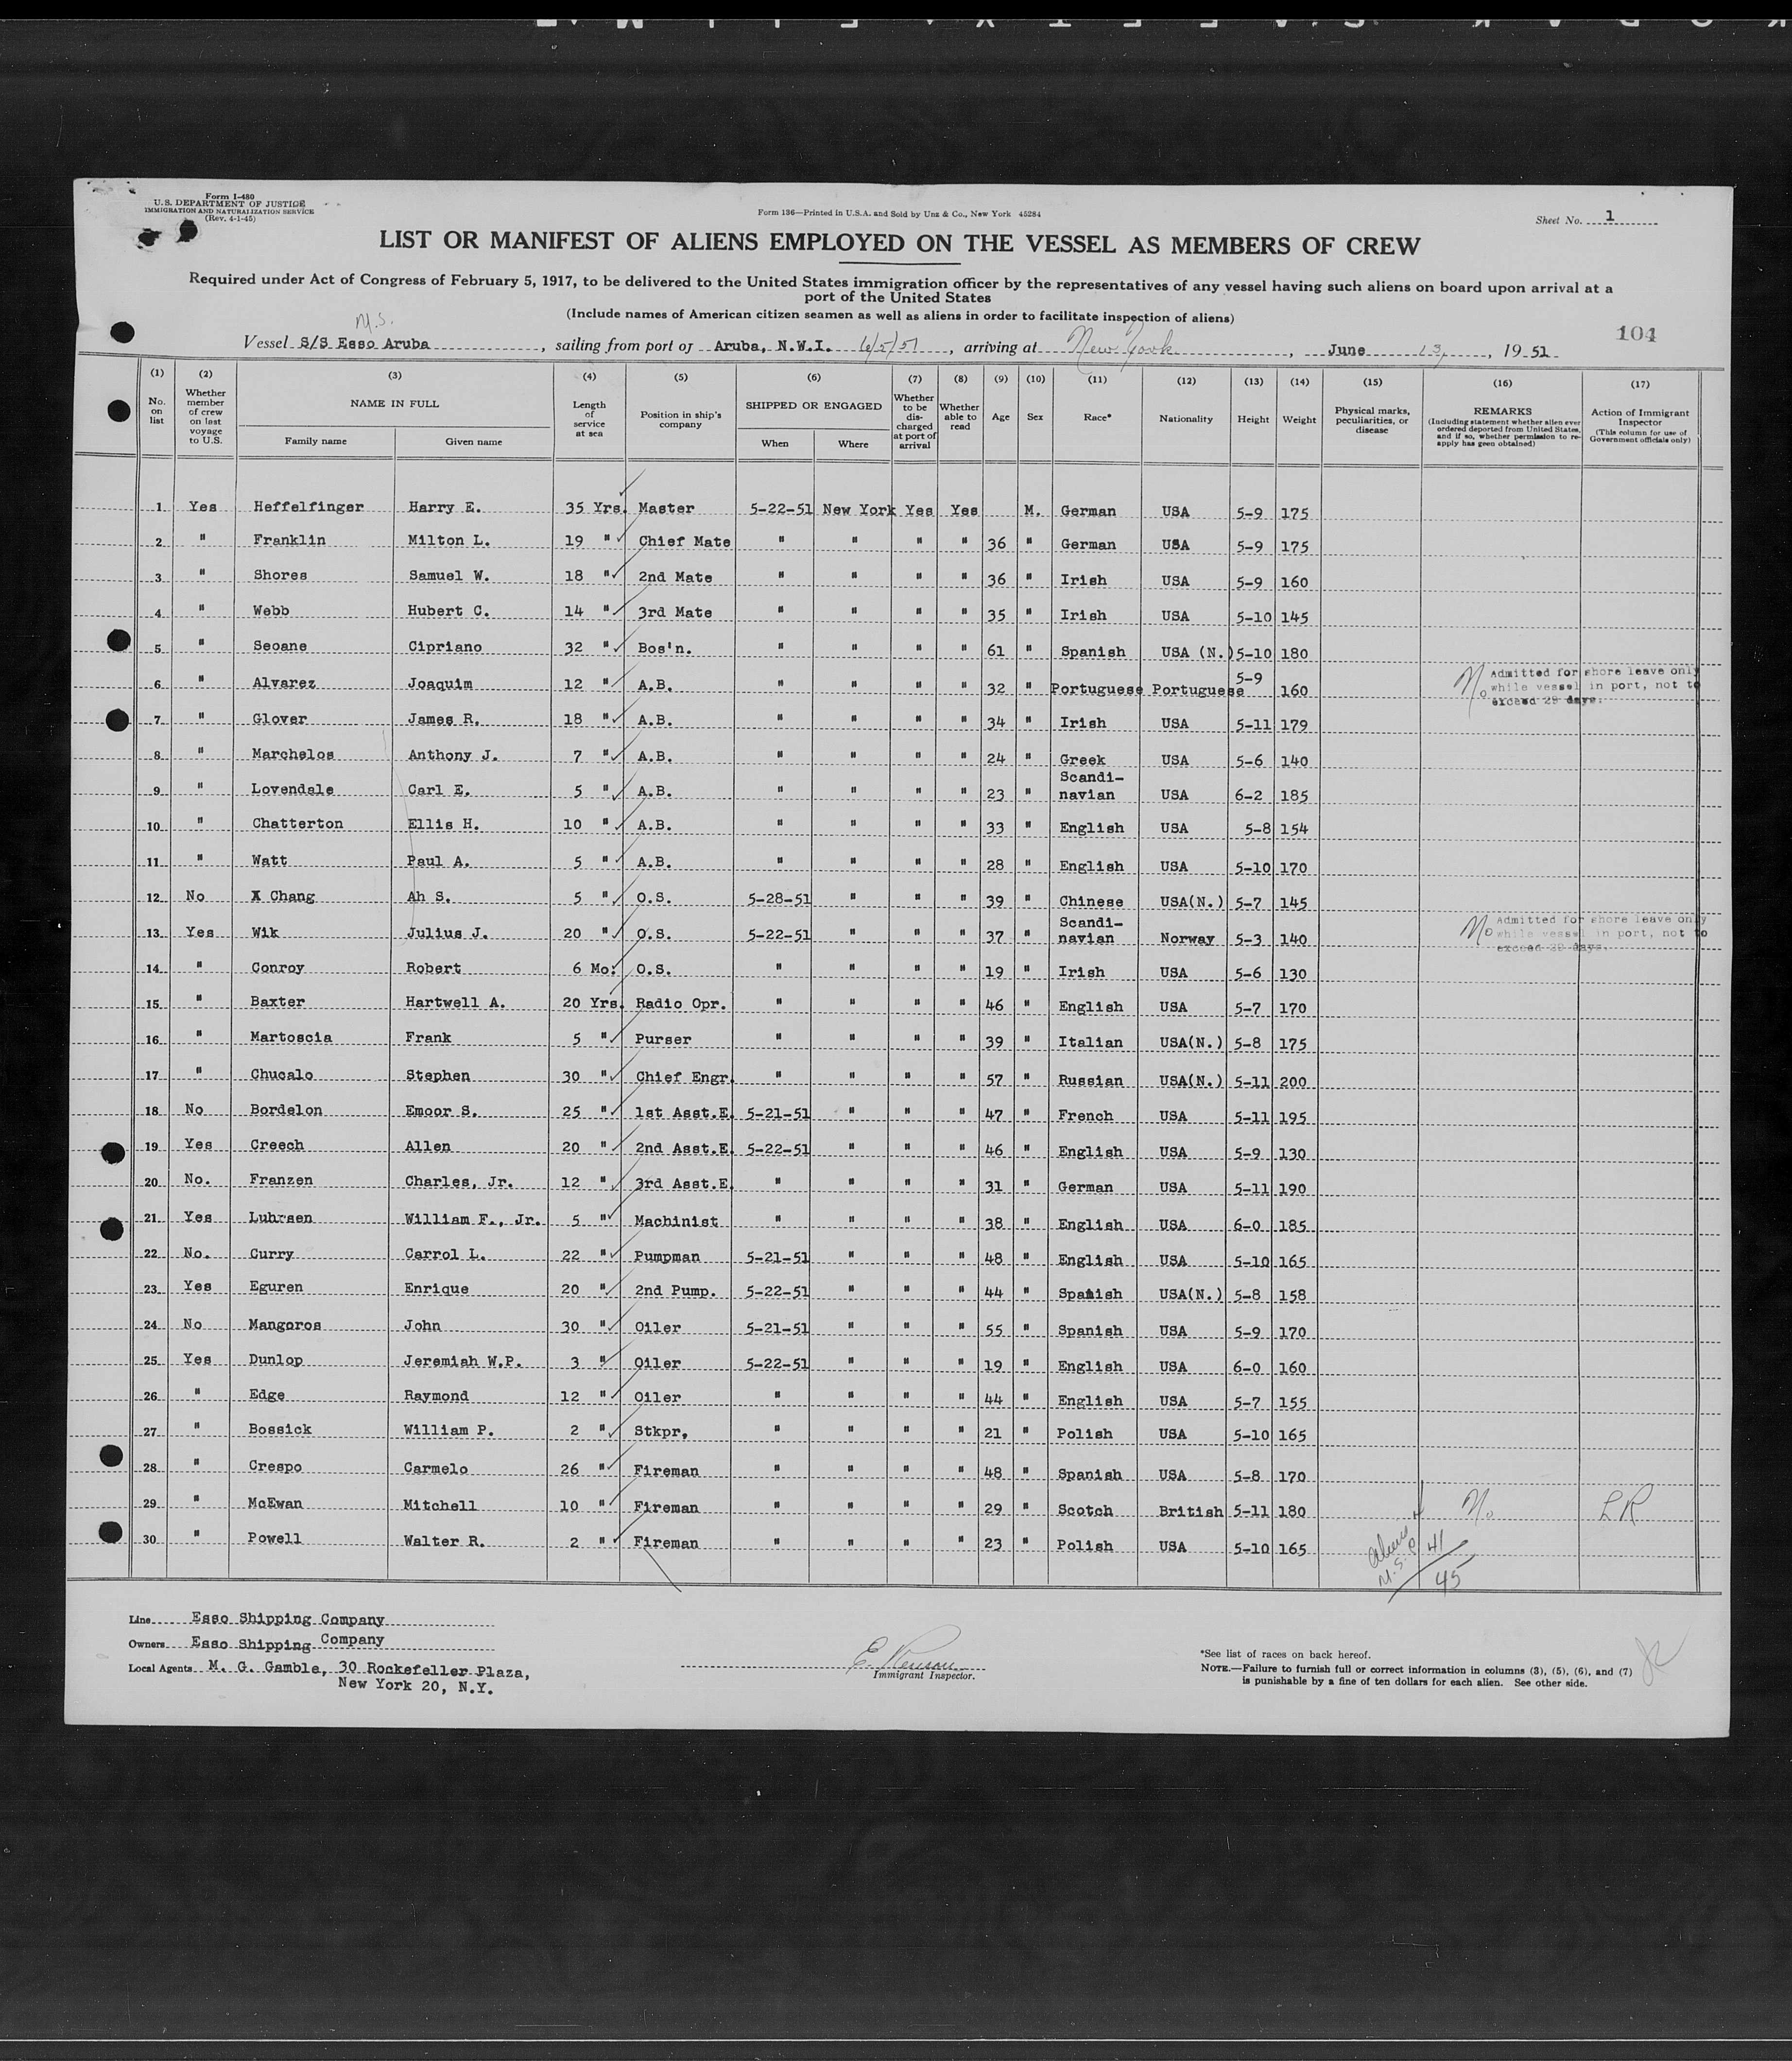 Form I-480
U.S. DEPARTMENT OF JUSTICE
IMMIGRATION AND NATURALIZATION SERVICE
(Rev. 4-1-45)
Form 136—Printed in U.S.A. and Sold by Unz & Co., New York 45284
Sheet No. 1
LIST OR MANIFEST OF ALIENS EMPLOYED ON THE VESSEL AS MEMBERS OF CREW
Required under Act of Congress of February 5, 1917, to be delivered to the United States immigration officer by the representatives of any vessel having such aliens on board upon arrival at a
port of the United States
(Include names of American citizen seamen as well as aliens in order to facilitate inspection of aliens)
104
M.S.
Vessel S/S Esso Aruba, sailing from port of Aruba, N.W.I. 6/5/51, arriving at New York, June 13, 1951
(1) No. on list (2) Whether member of crew on last voyage to U.S. (3) NAME IN FULL Family name Given name (4) Length of service at sea (5) Position in ship's company (6) SHIPPED OR ENGAGED When Where (7) Whether to be discharged at port of arrival (8) Whether able to read (9) Age (10) Sex (11) Race* (12) Nationality (13) Height (14) Weight (15) Physical marks, peculiarities, or disease (16) REMARKS (Including statement whether alien ever ordered deported from United States, and if so, whether permission to reapply has geen obtained) (17) Action of Immigrant Inspector (This column for use of Government officials only)
1 Yes Heffelfinger Harry E. 35 Yrs. Master 5-22-51 New York Yes Yes M. German USA 5-9 175
2 " Franklin Milton L. 19 " Chief Mate " " " " 36 " German USA 5-9 175
3 " Shores Samuel W. 18 " 2nd Mate " " " " 36 " Irish USA 5-9 160
4 " Webb Hubert C. 14 " 3rd Mate " " " " 35 " Irish USA 5-10 145
5 " Seoane Cipriano 32 " Bos'n. " " " " 61 " Spanish USA (N.) 5-10 180
6 " Alvarez Joaquim 12 " A.B. " " " " 32 " Portuguese Portuguese 5-9 160 No Admitted for shore leave only while vessel in port, not to exceed 29 days.
7 " Glover James R. 18 " A.B. " " " " 34 " Irish USA 5-11 179
8 " Marchelos Anthony J. 7 " A.B. " " " " 24 " Greek USA 5-6 140
9 " Lovendale Carl E. 5 " A.B. " " " " 23 " Scandi-navian USA 6-2 185
10 " Chatterton Ellis H. 10 " A.B. " " " " 33 " English USA 5-8 154
11 " Watt Paul A. 5 " A.B. " " " " 28 " English USA 5-10 170
12 No X Chang Ah S. 5 " O.S. 5-28-51 " " " 39 " Chinese USA(N.) 5-7 145
13 Yes Wik Julius J. 20 " O.S. 5-22-51 " " " 37 " Scandi-navian Norway 5-3 140 No Admitted for shore leave only while vessel in port, not to exceed 29 days.
14 " Conroy Robert 6 Mo. O.S. " " " " 19 " Irish USA 5-6 130
15 " Baxter Hartwell A. 20 Yrs. Radio Opr. " " " " 46 " English USA 5-7 170
16 " Martoscia Frank 5 " Purser " " " " 39 " Italian USA(N.) 5-8 175
17 " Chucalo Stephen 30 " Chief Engr. " " " " 57 " Russian USA(N.) 5-11 200
18 No Bordelon Emoor S. 25 " 1st Asst.E. 5-21-51 " " " 47 " French USA 5-11 195
19 Yes Creech Allen 20 " 2nd Asst.E. 5-22-51 " " " 46 " English USA 5-9 130
20 No. Franzen Charles, Jr. 12 " 3rd Asst.E. " " " " 31 " German USA 5-11 190
21 Yes Luhrsen William F., Jr. 5 " Machinist " " " " 38 " English USA 6-0 185
22 No. Curry Carrol L. 22 " Pumpman 5-21-51 " " " 48 " English USA 5-10 165
23 Yes Eguren Enrique 20 " 2nd Pump. 5-22-51 " " " 44 " Spanish USA(N.) 5-8 158
24 No Mangoros John 30 " Oiler 5-21-51 " " " 55 " Spanish USA 5-9 170
25 Yes Dunlop Jeremiah W.P. 3 " Oiler 5-22-51 " " " 19 " English USA 6-0 160
26 " Edge Raymond 12 " Oiler " " " " 44 " English USA 5-7 155
27 " Bossick William P. 2 " Stkpr. " " " " 21 " Polish USA 5-10 165
28 " Crespo Carmelo 26 " Fireman " " " " 48 " Spanish USA 5-8 170
29 " McEwan Mitchell 10 " Fireman " " " " 29 " Scotch British 5-11 180 No LR
30 " Powell Walter R. 2 " Fireman " " " " 23 " Polish USA 5-10 165
Aliens 4
U.S.C. 41
45
Line Esso Shipping Company
Owners Esso Shipping Company
Local Agents M. G. Gamble, 30 Rockefeller Plaza,
New York 20, N.Y.
Immigrant Inspector.
*See list of races on back hereof.
NOTE.—Failure to furnish full or correct information in columns (3), (5), (6), and (7)
is punishable by a fine of ten dollars for each alien. See other side.